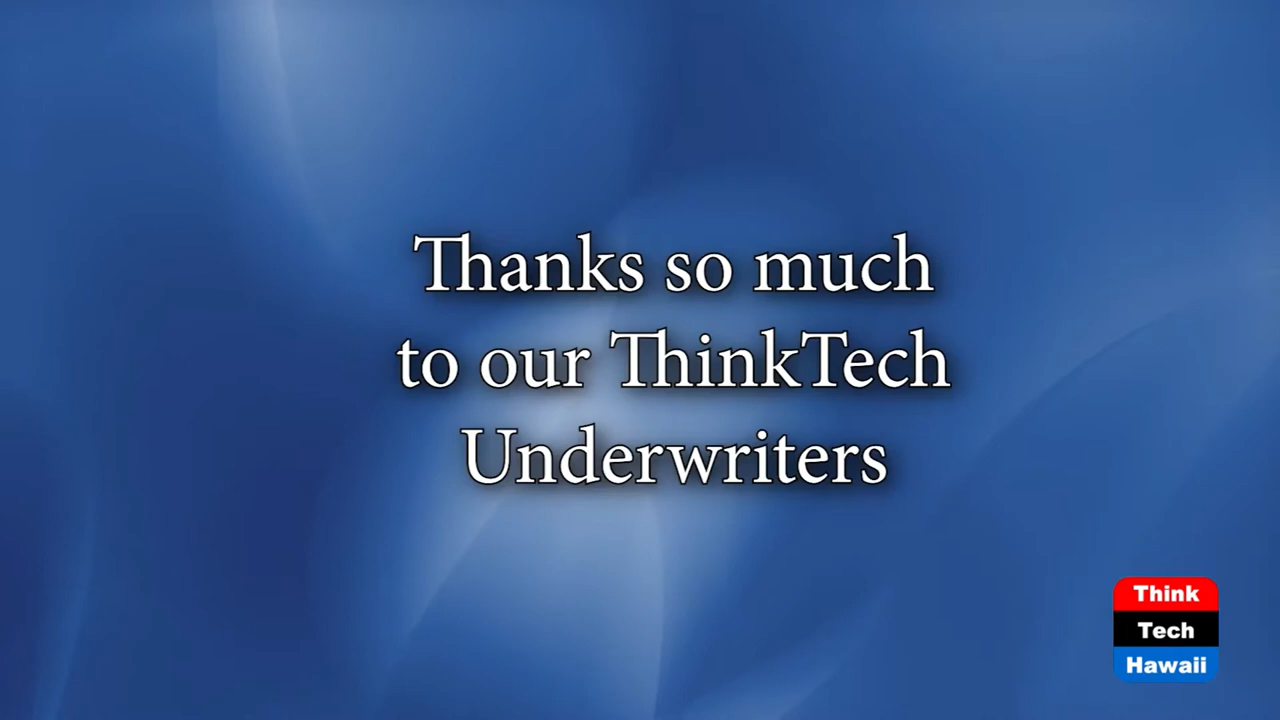 Thanks so much
to our ThinkTech
Underwriters
Think
Tech
Hawaii